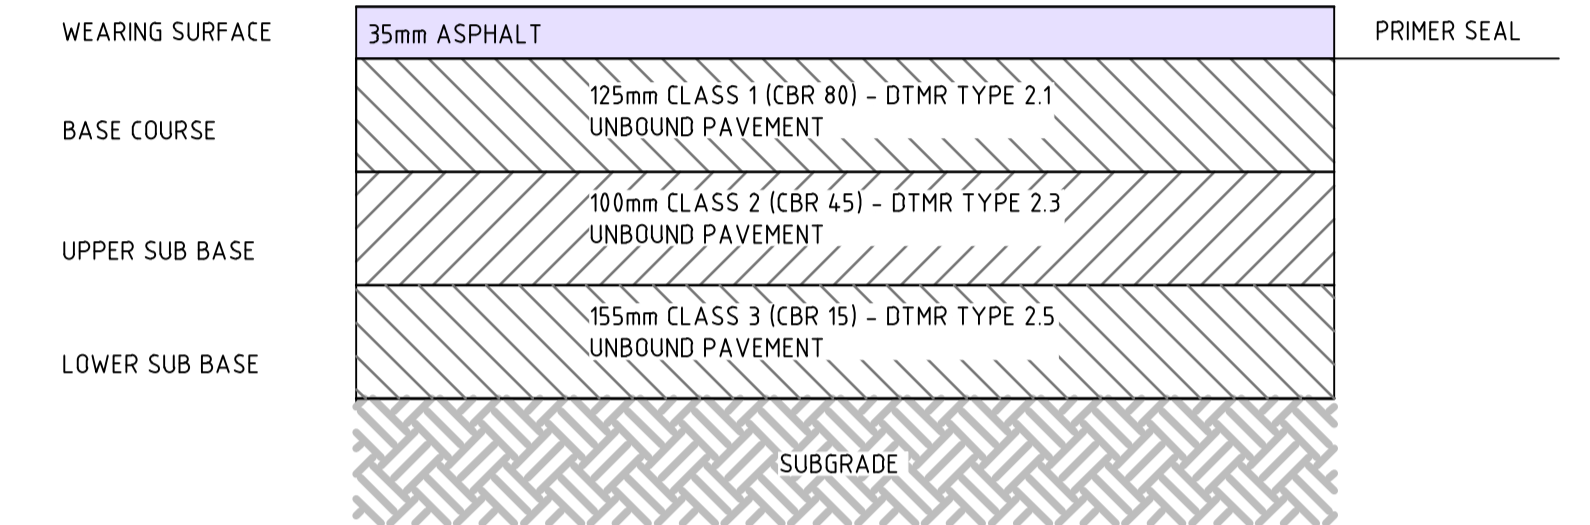 WEARING SURFACE
35mm ASPHALT
PRIMER SEAL
BASE COURSE
125mm CLASS 1 (CBR 80) - DTMR TYPE 2.1
UNBOUND PAVEMENT
UPPER SUB BASE
100mm CLASS 2 (CBR 45) - DTMR TYPE 2.3
UNBOUND PAVEMENT
LOWER SUB BASE
155mm CLASS 3 (CBR 15) - DTMR TYPE 2.5
UNBOUND PAVEMENT
SUBGRADE